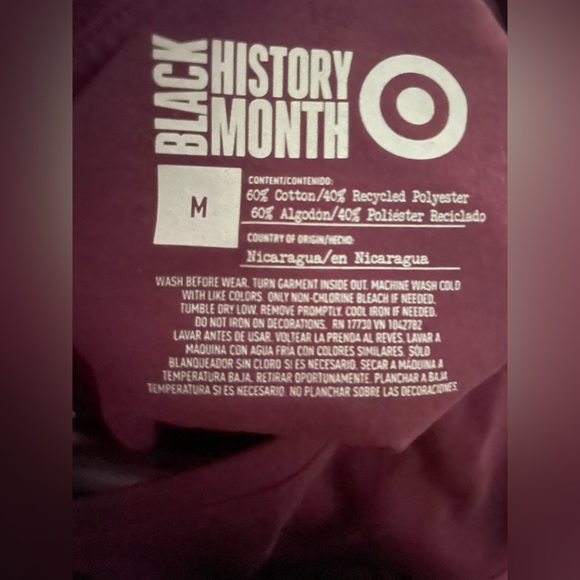 BLACK
HISTORY
MONTH
M
CONTENT/CONTENIDO:
60% Cotton/40% Recycled Polyester
60% Algodón/40% Poliéster Reciclado
COUNTRY OF ORIGIN/HECHO:
Nicaragua/en Nicaragua
WASH BEFORE WEAR. TURN GARMENT INSIDE OUT. MACHINE WASH COLD
WITH LIKE COLORS. ONLY NON-CHLORINE BLEACH IF NEEDED.
TUMBLE DRY LOW. REMOVE PROMPTLY. COOL IRON IF NEEDED.
DO NOT IRON ON DECORATIONS. RN 17730 VN 1042782
LAVAR ANTES DE USAR. VOLTEAR LA PRENDA AL REVÉS. LAVAR A
MÁQUINA CON AGUA FRÍA CON COLORES SIMILARES. SÓLO
BLANQUEADOR SIN CLORO SI ES NECESARIO. SECAR A MÁQUINA A
TEMPERATURA BAJA. RETIRAR OPORTUNAMENTE. PLANCHAR A BAJA
TEMPERATURA SI ES NECESARIO. NO PLANCHAR SOBRE LAS DECORACIONES.